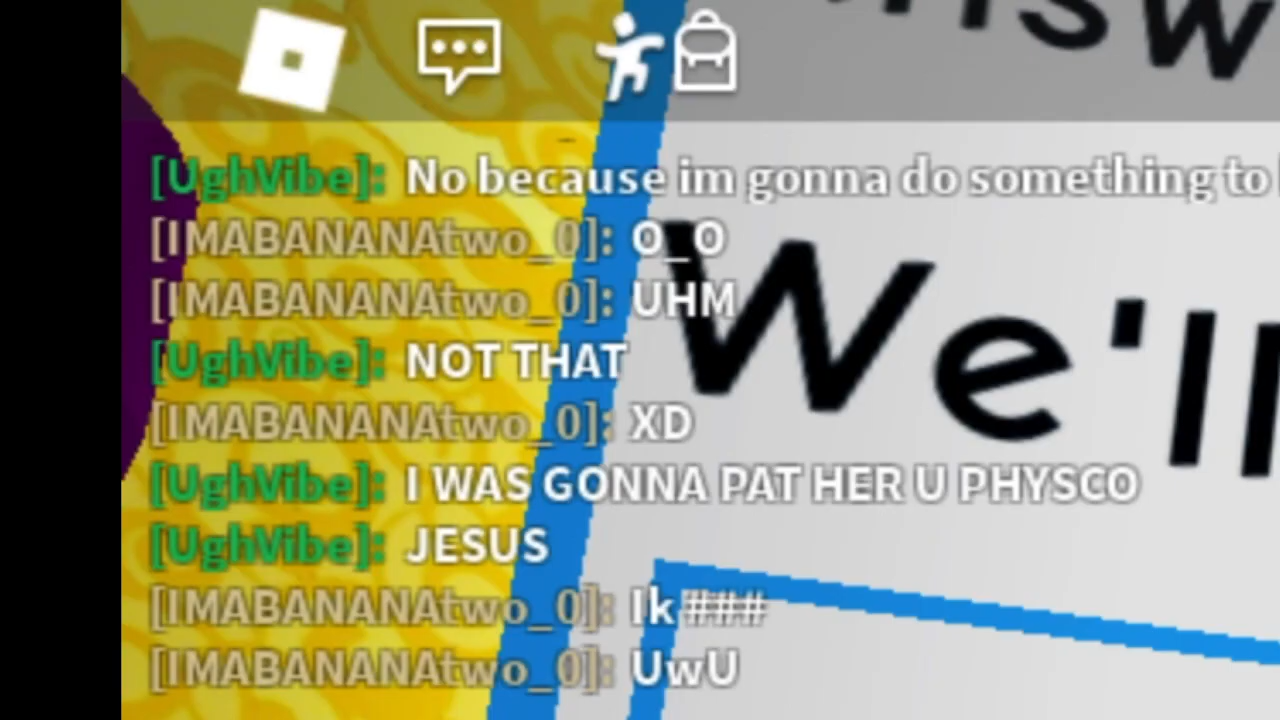 [UghVibe]: No because im gonna do something to
[IMABANANAtwo_0]: O_O
[IMABANANAtwo_0]: UHM
[UghVibe]: NOT THAT
[IMABANANAtwo_0]: XD
[UghVibe]: I WAS GONNA PAT HER U PHYSCO
[UghVibe]: JESUS
[IMABANANAtwo_0]: Ik ###
[IMABANANAtwo_0]: UwU
We'll